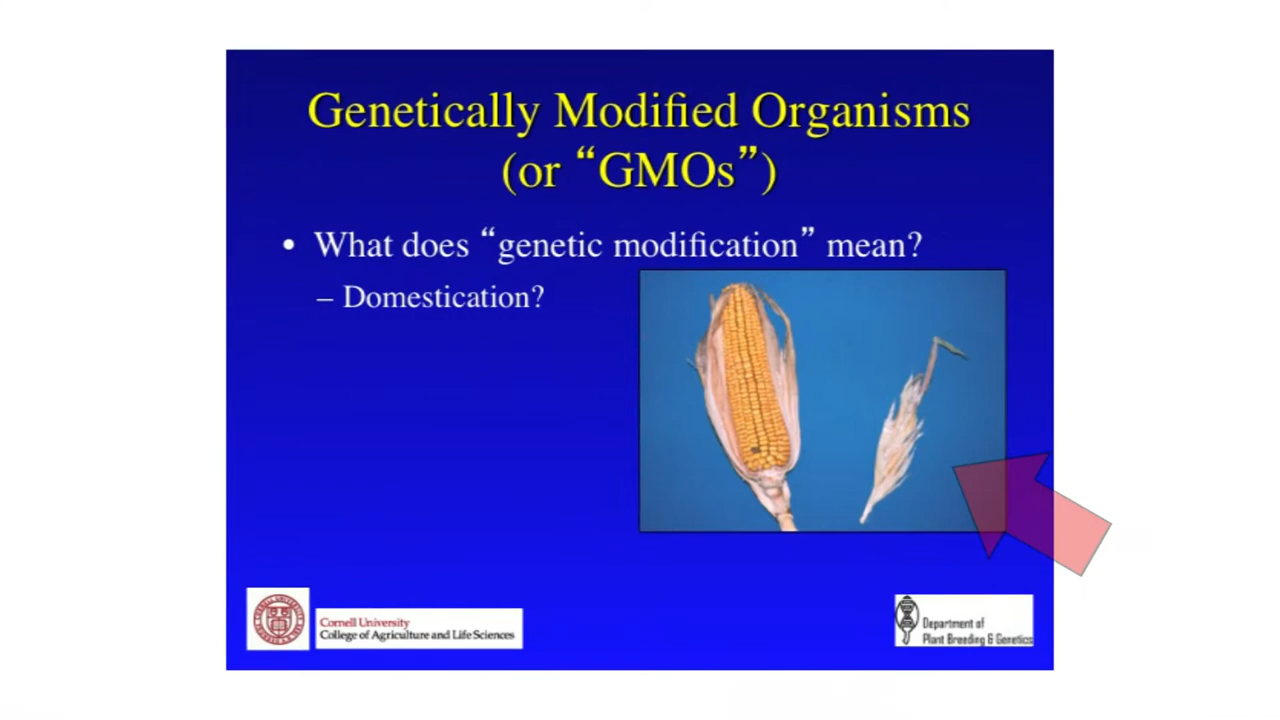 Genetically Modified Organisms
(or “GMOs”)
• What does “genetic modification” mean?
– Domestication?
Cornell University
College of Agriculture and Life Sciences
Department of
Plant Breeding & Genetics